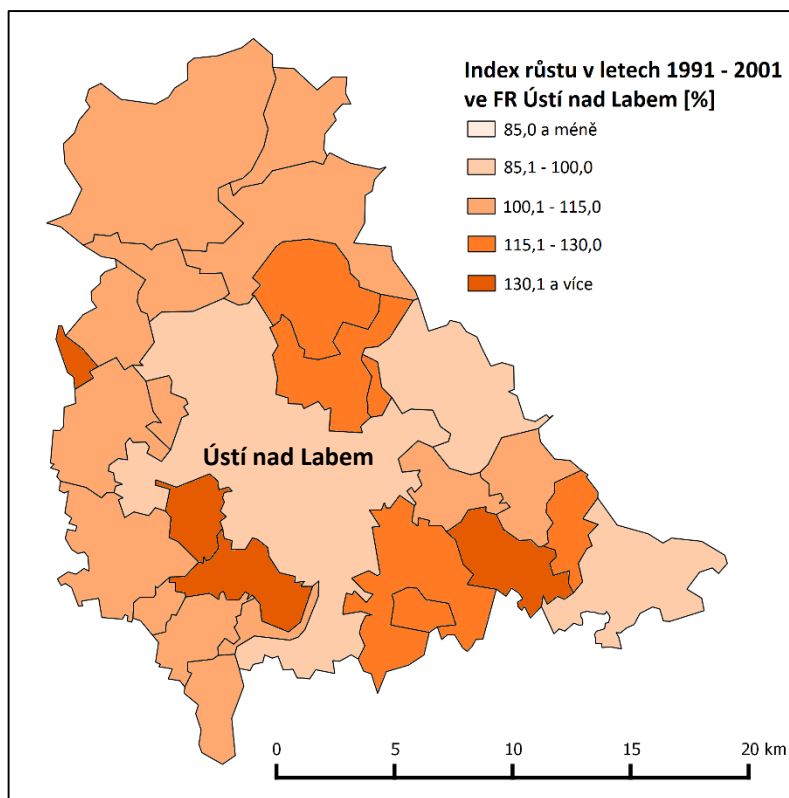 Index růstu v letech 1991 - 2001
ve FR Ústí nad Labem [%]
85,0 a méně
85,1 - 100,0
100,1 - 115,0
115,1 - 130,0
130,1 a více
Ústí nad Labem
0 5 10 15 20 km